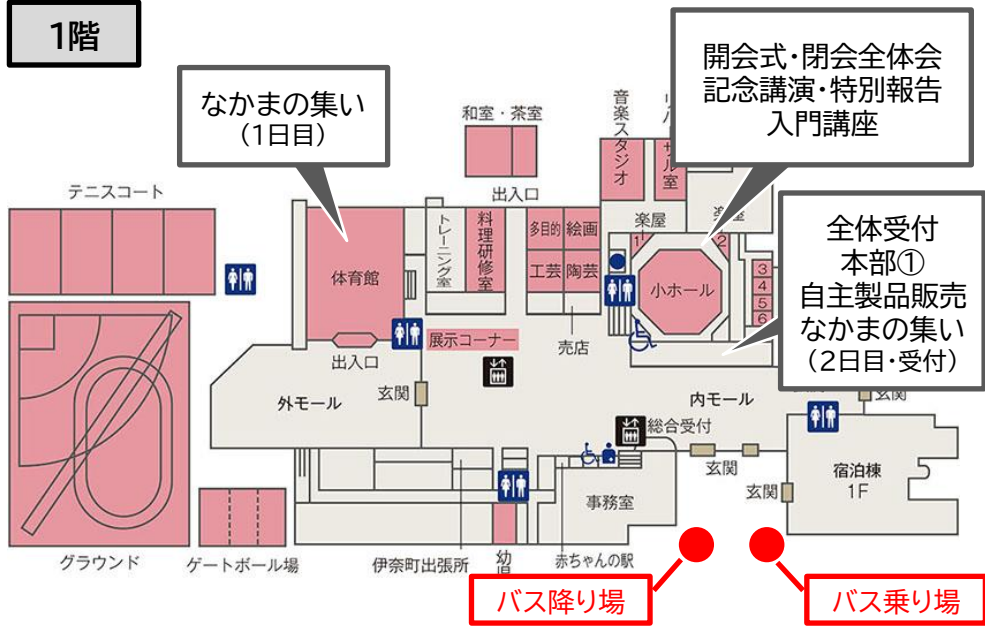 1階
なかまの集い
（1日目）
開会式・閉会全体会
記念講演・特別報告
入門講座
全体受付
本部①
自主製品販売
なかまの集い
（2日目・受付）
和室・茶室
音楽スタジオ
サル室
出入口
テニスコート
体育館
トレーニング室
料理研修室
多目的
絵画
工芸
陶芸
楽屋
1
2
小ホール
3
4
5
6
展示コーナー
売店
出入口
外モール
玄関
内モール
玄関
総合受付
玄関
玄関
宿泊棟
1F
事務室
グラウンド
ゲートボール場
伊奈町出張所
幼児
赤ちゃんの駅
バス降り場
バス乗り場